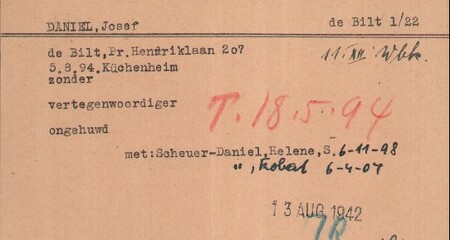 DANIEL, Josef de Bilt 1/22
de Bilt, Pr. Hendriklaan 207 11. XII Wbk.
5.8.94. Küchenheim
zonder
vertegenwoordiger
T. 18.5.94
ongehuwd
met: Scheuer-Daniel, Helene, S. 6-11-98
", 6-4-07
13 AUG 1942